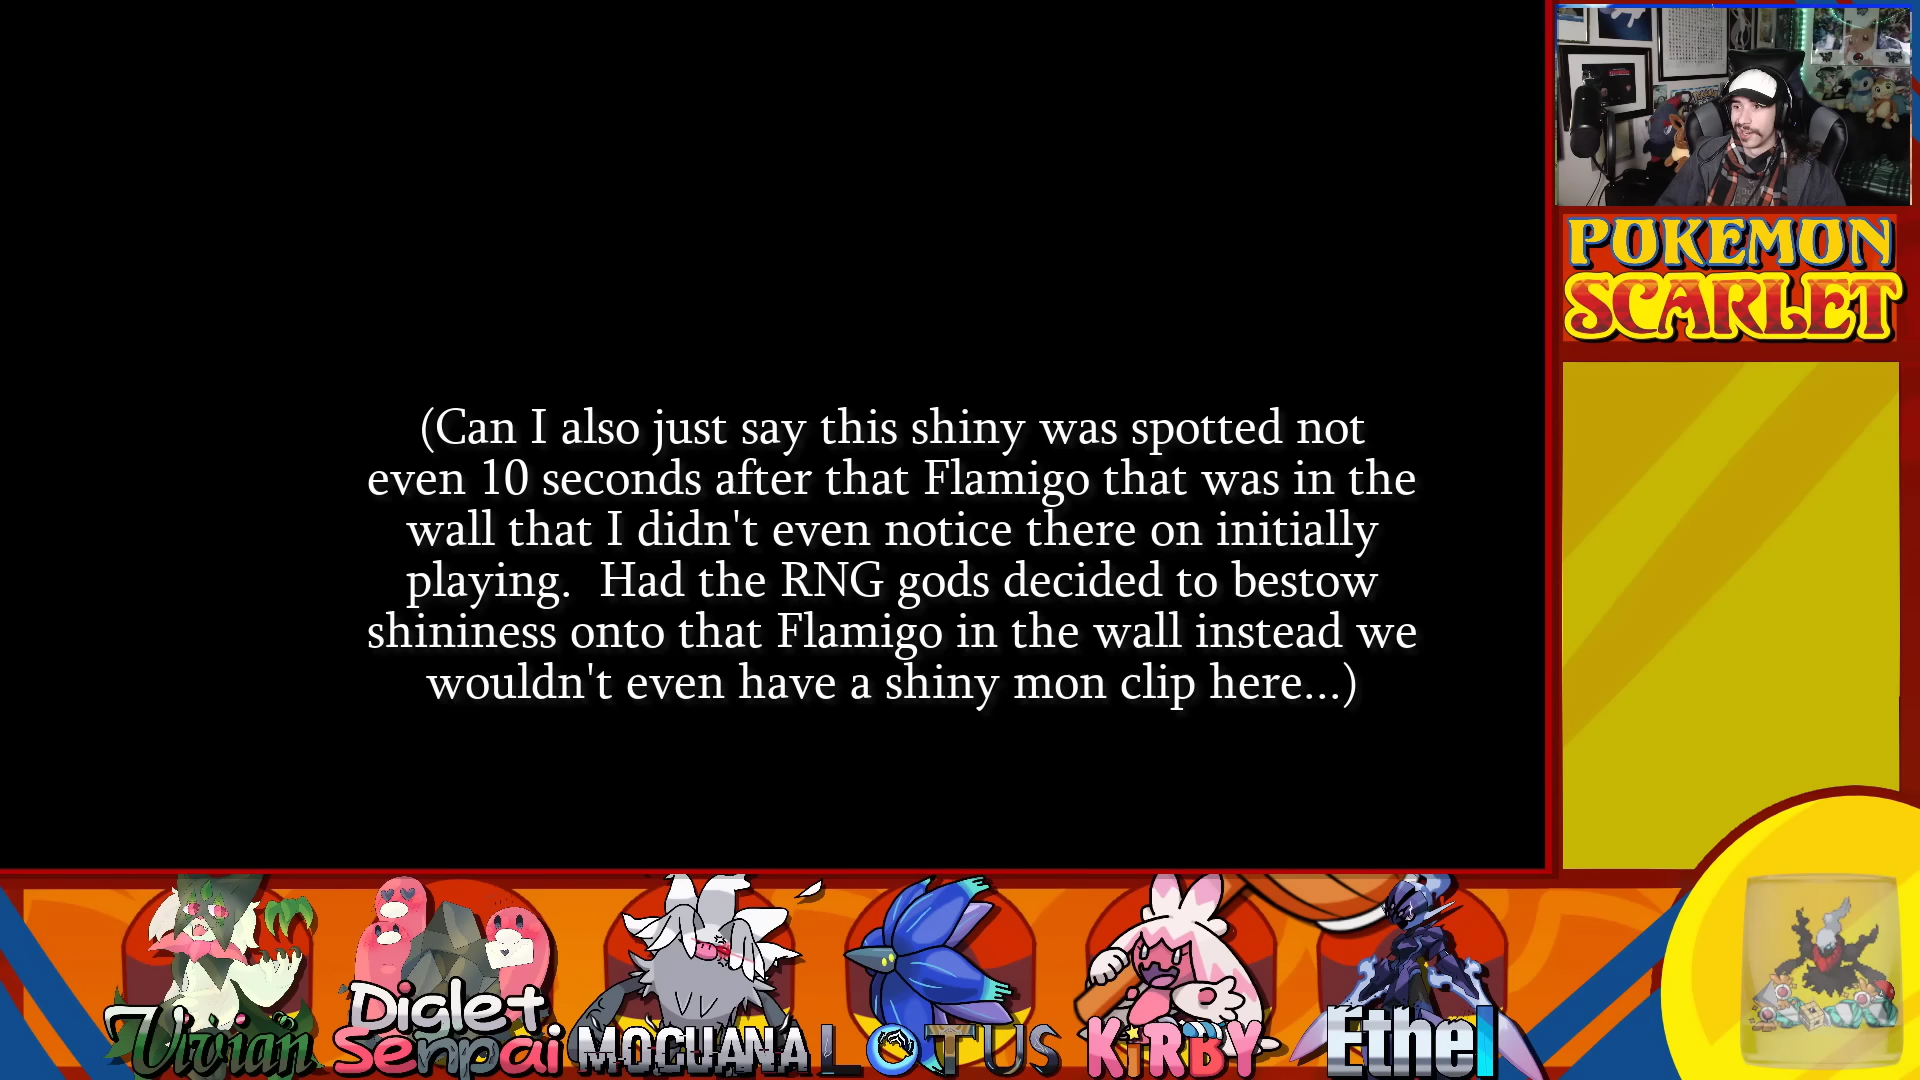 POKEMON
SCARLET
(Can I also just say this shiny was spotted not
even 10 seconds after that Flamigo that was in the
wall that I didn't even notice there on initially
playing.  Had the RNG gods decided to bestow
shininess onto that Flamigo in the wall instead we
wouldn't even have a shiny mon clip here...)
Vivian
Diglet
Senpai
MOGUANA
LOTUS
KiRBY
Ethel